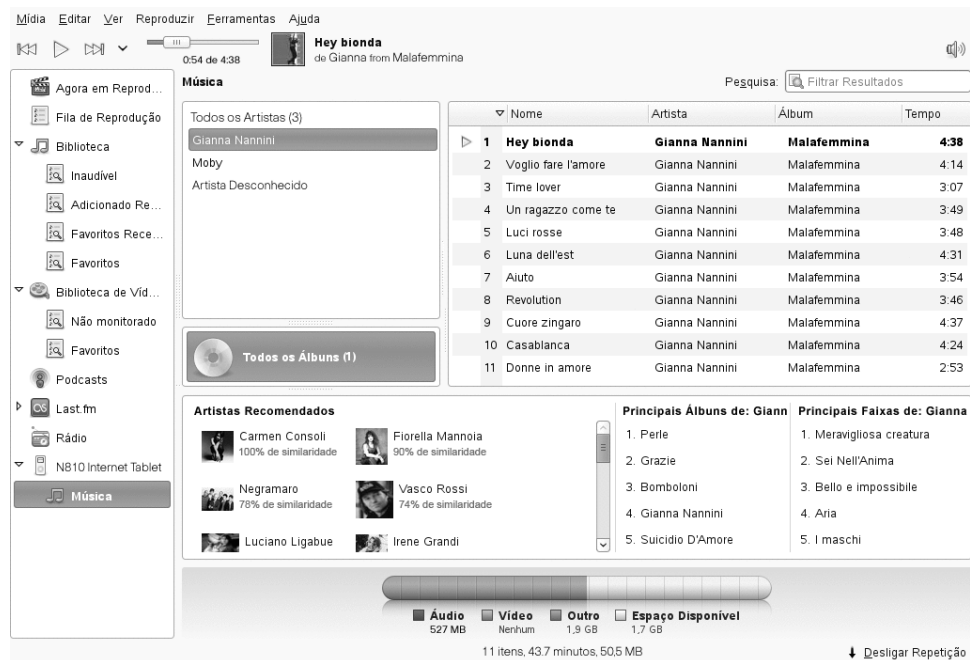 Mídia Editar Ver Reproduzir Ferramentas Ajuda
0:54 de 4:38
Hey bionda
de Gianna from Malafemmina
Agora em Reprod...
Fila de Reprodução
Biblioteca
Inaudível
Adicionado Re...
Favoritos Rece...
Favoritos
Biblioteca de Víd...
Não monitorado
Favoritos
Podcasts
Last.fm
Rádio
N810 Internet Tablet
Música
Música
Pesquisa: Filtrar Resultados
Todos os Artistas (3)
Gianna Nannini
Moby
Artista Desconhecido
Todos os Álbuns (1)
Nome Artista Álbum Tempo
1 Hey bionda Gianna Nannini Malafemmina 4:38
2 Voglio fare l'amore Gianna Nannini Malafemmina 4:14
3 Time lover Gianna Nannini Malafemmina 3:07
4 Un ragazzo come te Gianna Nannini Malafemmina 3:49
5 Luci rosse Gianna Nannini Malafemmina 3:48
6 Luna dell'est Gianna Nannini Malafemmina 4:31
7 Aiuto Gianna Nannini Malafemmina 3:54
8 Revolution Gianna Nannini Malafemmina 3:46
9 Cuore zingaro Gianna Nannini Malafemmina 4:37
10 Casablanca Gianna Nannini Malafemmina 4:24
11 Donne in amore Gianna Nannini Malafemmina 2:53
Artistas Recomendados
Carmen Consoli
100% de similaridade
Fiorella Mannoia
90% de similaridade
Negramaro
78% de similaridade
Vasco Rossi
74% de similaridade
Luciano Ligabue
Irene Grandi
Principais Álbuns de: Giann
1. Perle
2. Grazie
3. Bomboloni
4. Gianna Nannini
5. Suicidio D'Amore
Principais Faixas de: Gianna
1. Meravigliosa creatura
2. Sei Nell'Anima
3. Bello e impossibile
4. Aria
5. I maschi
Áudio
527 MB
Vídeo
Nenhum
Outro
1,9 GB
Espaço Disponível
1,7 GB
11 itens, 43.7 minutos, 50,5 MB
Desligar Repetição